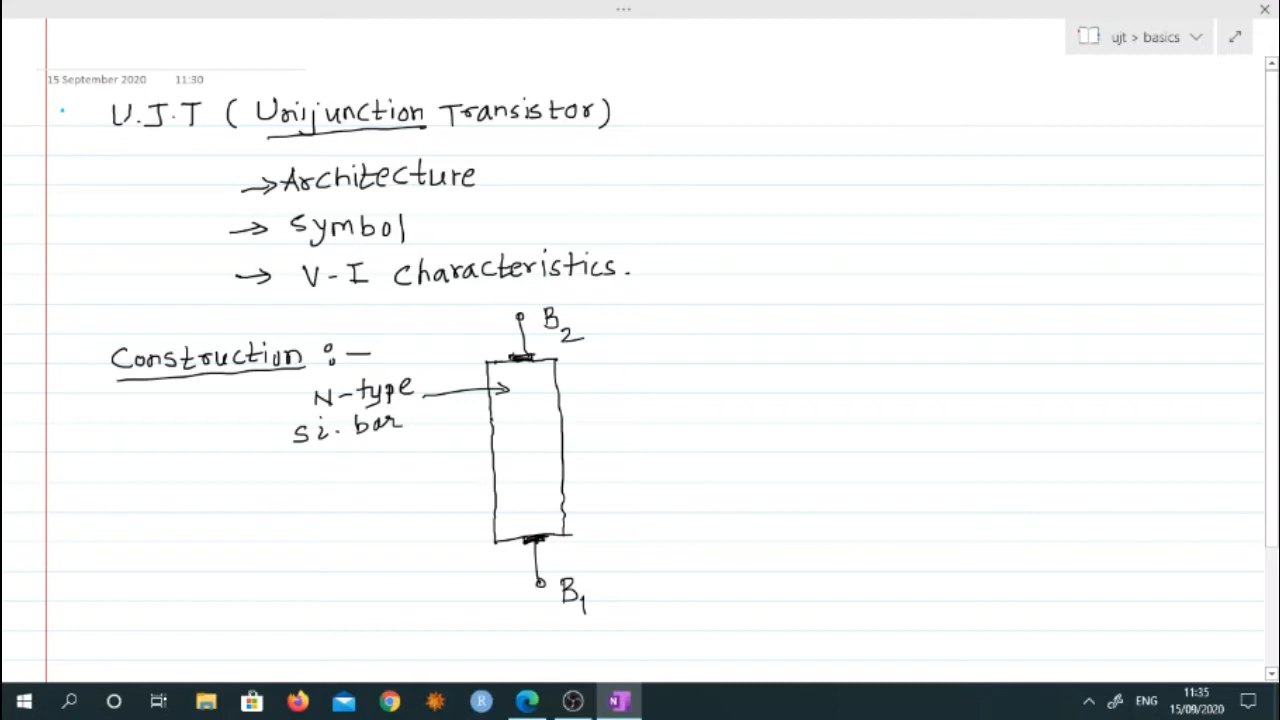 ujt > basics
15 September 2020 11:30
U.J.T ( Unijunction Transistor)
→Architecture
→ Symbol
→ V-I Characteristics.
B2
Construction :-
N-type
si. bar
B1
ENG
11:35
15/09/2020